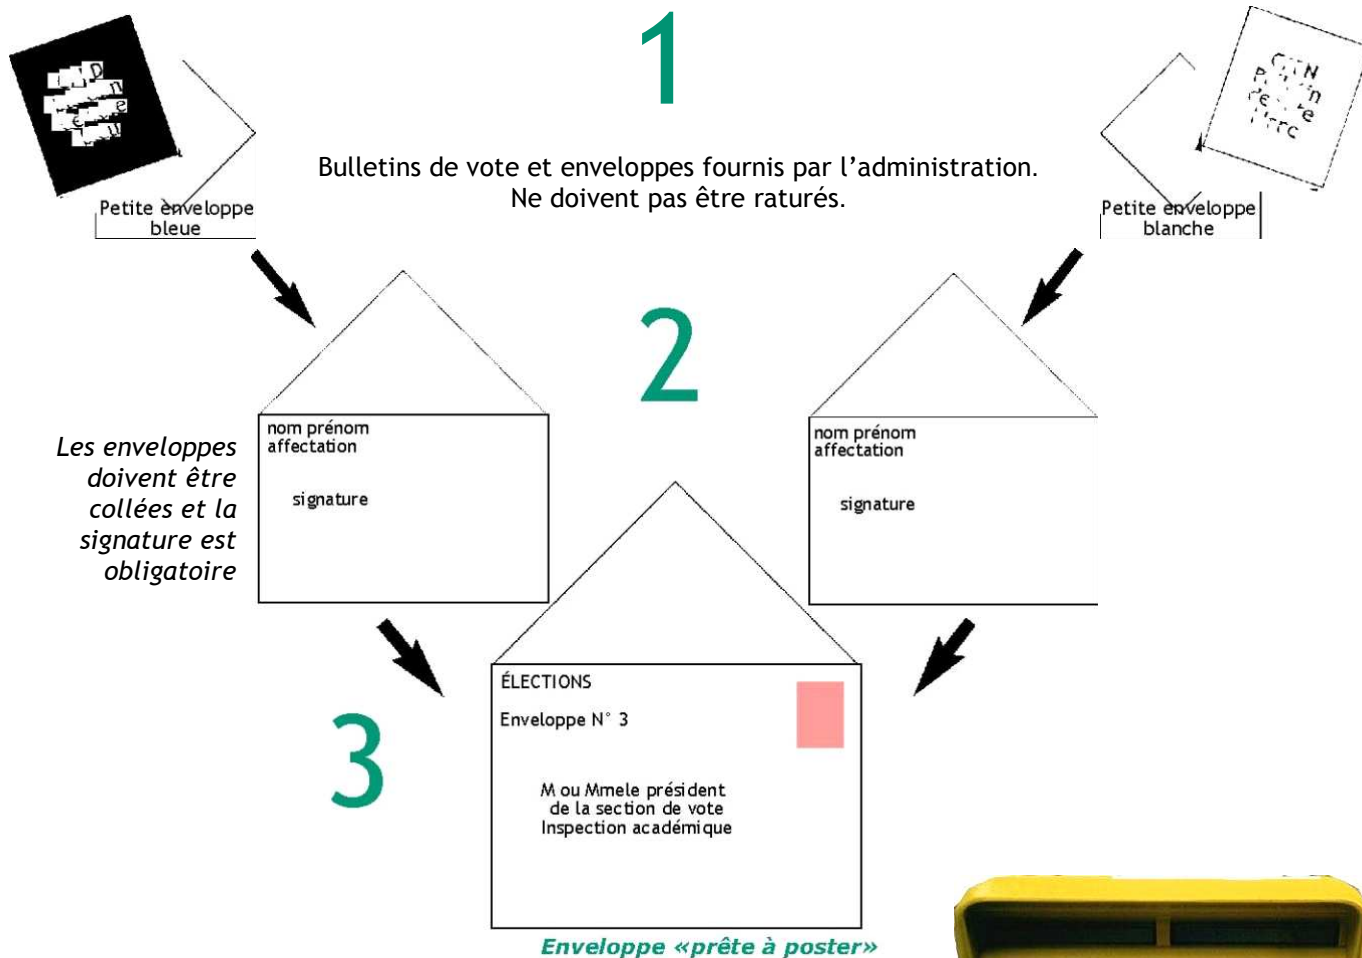 1
Bulletins de vote et enveloppes fournis par l’administration.
Ne doivent pas être raturés.
Petite enveloppe
bleue
Petite enveloppe
blanche
2
Les enveloppes
doivent être
collées et la
signature est
obligatoire
nom prénom
affectation
signature
nom prénom
affectation
signature
3
ÉLECTIONS
Enveloppe N° 3
M ou Mmele président
de la section de vote
Inspection académique
Enveloppe «prête à poster»